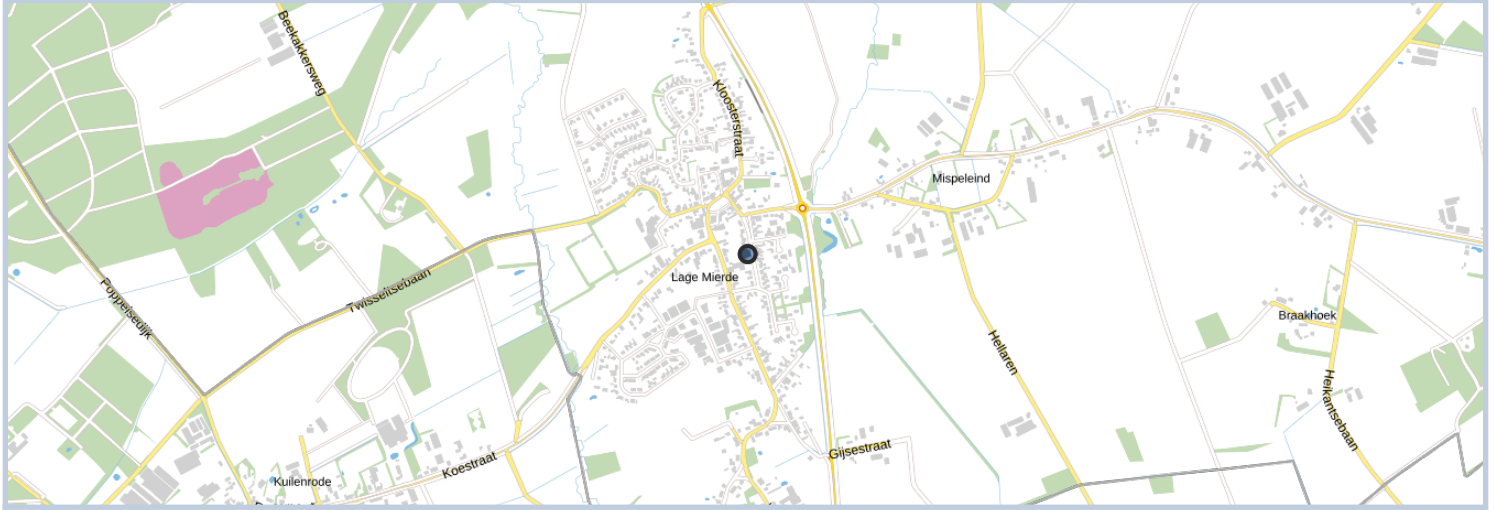 Beekakkersweg
Kloosterstraat
Mispeleind
Lage Mierde
Poppelsedijk
Twisseltsebaan
Braakhoek
Hellaren
Heikantsebaan
Gijsestraat
Koestraat
Kuilenrode